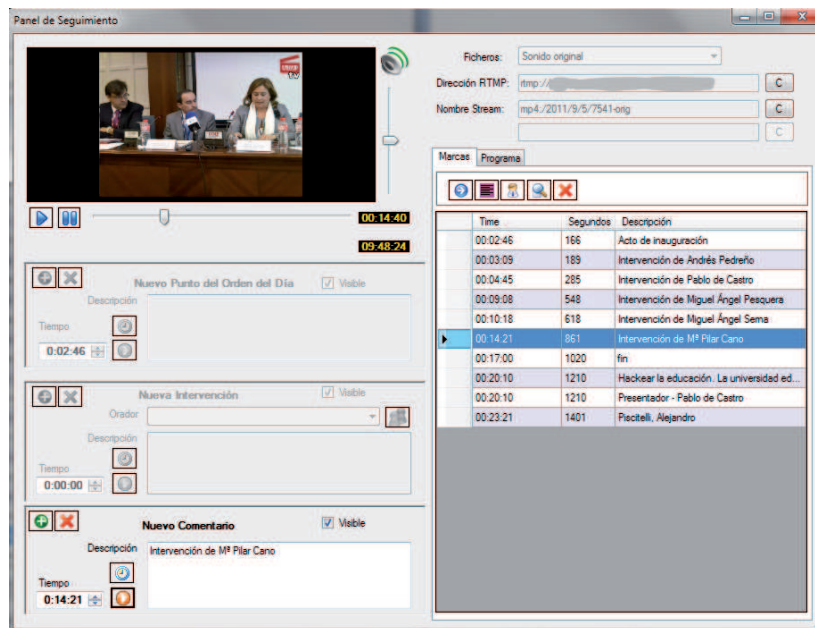 Panel de Seguimiento
Ficheros: Sonido original
Dirección RTMP: rtmp:// C
Nombre Stream: mp4:/2011/9/5/7541-orig C
C
Marcas Programa
00:14:40
09:48:24
Time Segundos Descripción
00:02:46 166 Acto de inauguración
00:03:09 189 Intervención de Andrés Pedreño
00:04:45 285 Intervención de Pablo de Castro
00:09:08 548 Intervención de Miguel Ángel Pesquera
00:10:18 618 Intervención de Miguel Ángel Serna
00:14:21 861 Intervención de Mª Pilar Cano
00:17:00 1020 fin
00:20:10 1210 Hackear la educación. La universidad ed...
00:20:10 1210 Presentador - Pablo de Castro
00:23:21 1401 Piscitelli, Alejandro
Nuevo Punto del Orden del Día Visible
Descripción
Tiempo
0:02:46
Nueva Intervención Visible
Orador
Descripción
Tiempo
0:00:00
Nuevo Comentario Visible
Descripción Intervención de Mª Pilar Cano
Tiempo
0:14:21